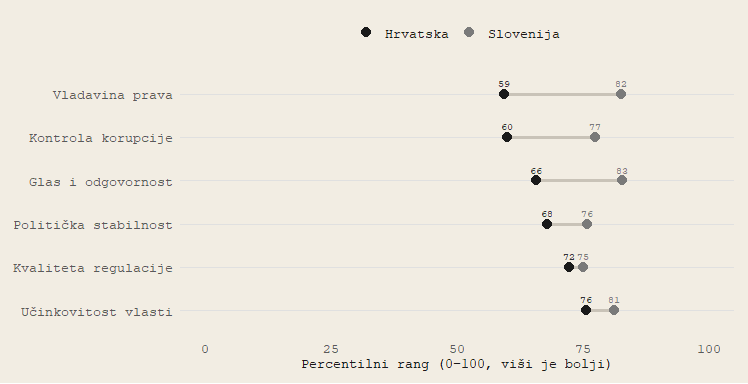 Hrvatska Slovenija
59 82
Vladavina prava
60 77
Kontrola korupcije
66 83
Glas i odgovornost
68 76
Politička stabilnost
72 75
Kvaliteta regulacije
76 81
Učinkovitost vlasti
0 25 50 75 100
Percentilni rang (0–100, viši je bolji)